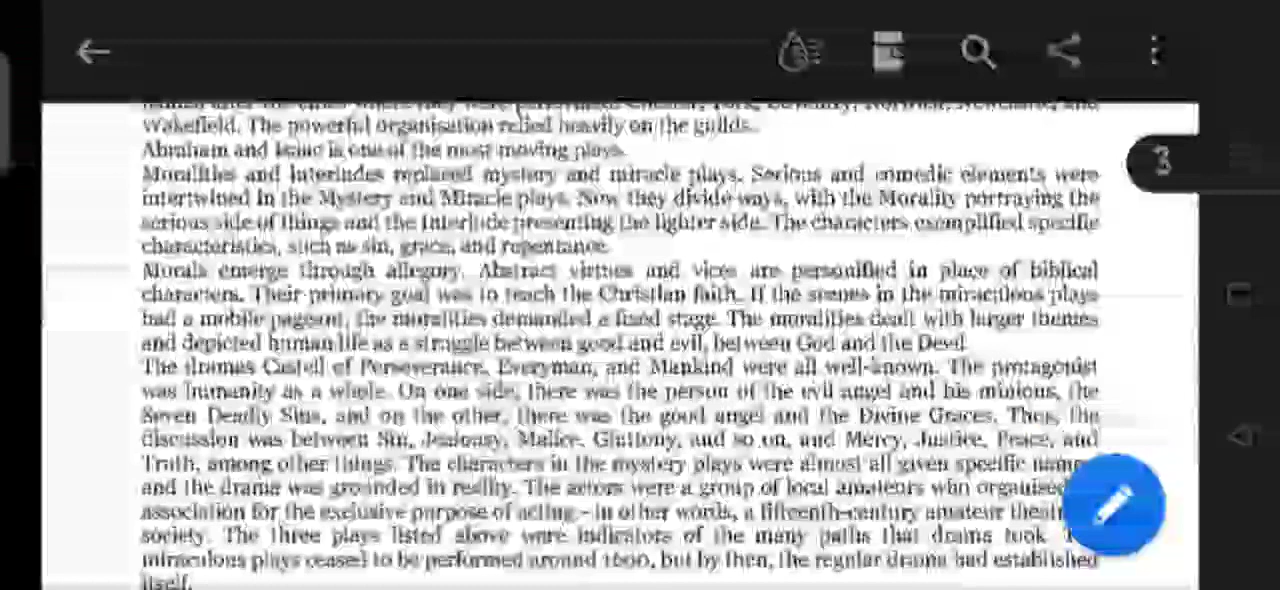 Wakefield. The powerful organisation relied heavily on the guilds.
Abraham and Isaac is one of the most moving plays.
Moralities and Interludes replaced mystery and miracle plays. Serious and comedic elements were
intertwined in the Mystery and Miracle plays. Now they divide ways, with the Morality portraying the
serious side of things and the Interlude presenting the lighter side. The characters exemplified specific
characteristics, such as sin, grace, and repentance.
Morals emerge through allegory. Abstract virtues and vices are personified in place of biblical
characters. Their primary goal was to teach the Christian faith. If the scenes in the miraculous plays
had a mobile pageant, the moralities demanded a fixed stage. The moralities dealt with larger themes
and depicted human life as a struggle between good and evil, between God and the Devil
The dramas Castell of Perseverance, Everyman, and Mankind were all well-known. The protagonist
was humanity as a whole. On one side, there was the person of the evil angel and his minions, the
Seven Deadly Sins, and on the other, there was the good angel and the Divine Graces. Thus, the
discussion was between Sin, Jealousy, Malice, Gluttony, and so on, and Mercy, Justice, Peace, and
Truth, among other things. The characters in the mystery plays were almost all given specific
and the drama was grounded in reality. The actors were a group of local amateurs who
association for the exclusive purpose of acting - in other words, a fifteenth-century amateur
society. The three plays listed above were indicators of the many paths that drama took.
miraculous plays ceased to be performed around 1600, but by then, the regular drama had established
itself.
3